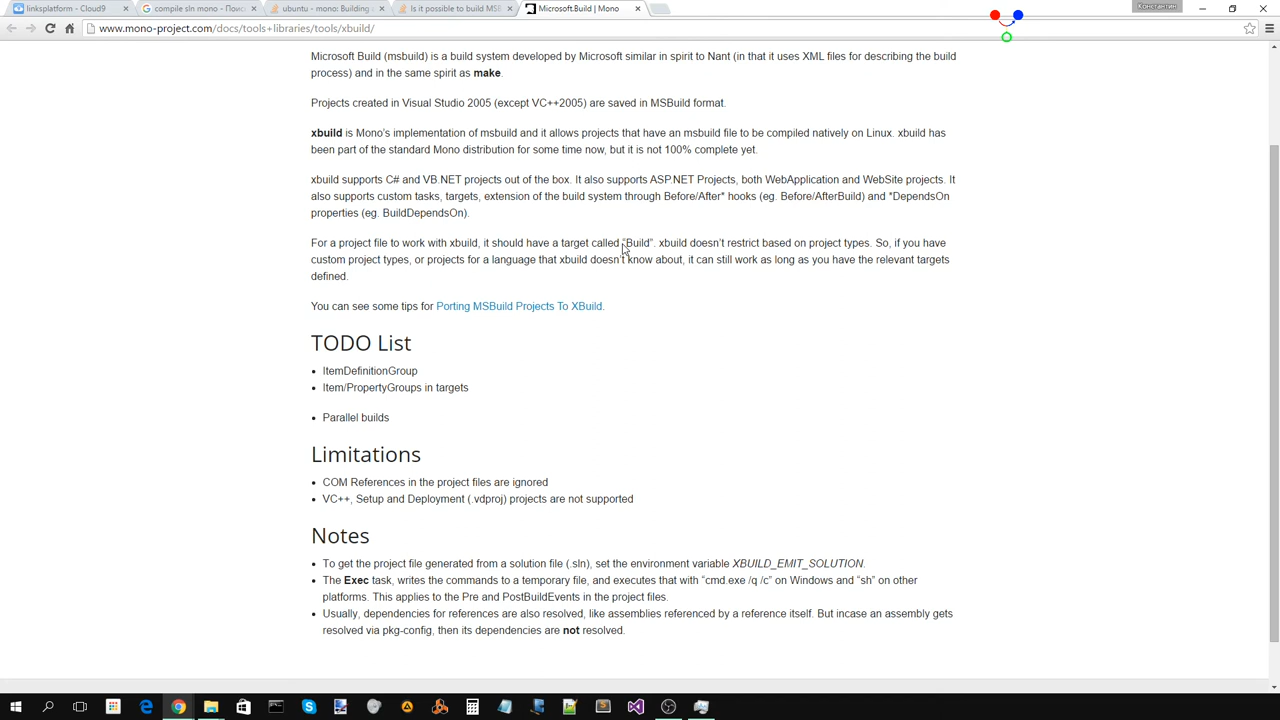 linksplatform - Cloud9
compile sln mono - Поис
ubuntu - mono: Building
Is it possible to build MSB
Microsoft.Build | Mono
Константин
www.mono-project.com/docs/tools+libraries/tools/xbuild/
Microsoft Build (msbuild) is a build system developed by Microsoft similar in spirit to Nant (in that it uses XML files for describing the build
process) and in the same spirit as make.
Projects created in Visual Studio 2005 (except VC++2005) are saved in MSBuild format.
xbuild is Mono's implementation of msbuild and it allows projects that have an msbuild file to be compiled natively on Linux. xbuild has
been part of the standard Mono distribution for some time now, but it is not 100% complete yet.
xbuild supports C# and VB.NET projects out of the box. It also supports ASP.NET Projects, both WebApplication and WebSite projects. It
also supports custom tasks, targets, extension of the build system through Before/After* hooks (eg. Before/AfterBuild) and *DependsOn
properties (eg. BuildDependsOn).
For a project file to work with xbuild, it should have a target called “Build”. xbuild doesn’t restrict based on project types. So, if you have
custom project types, or projects for a language that xbuild doesn’t know about, it can still work as long as you have the relevant targets
defined.
You can see some tips for Porting MSBuild Projects To XBuild.
TODO List
• ItemDefinitionGroup
• Item/PropertyGroups in targets
• Parallel builds
Limitations
• COM References in the project files are ignored
• VC++, Setup and Deployment (.vdproj) projects are not supported
Notes
• To get the project file generated from a solution file (.sln), set the environment variable XBUILD_EMIT_SOLUTION.
• The Exec task, writes the commands to a temporary file, and executes that with “cmd.exe /q /c” on Windows and “sh” on other
platforms. This applies to the Pre and PostBuildEvents in the project files.
• Usually, dependencies for references are also resolved, like assemblies referenced by a reference itself. But incase an assembly gets
resolved via pkg-config, then its dependencies are not resolved.